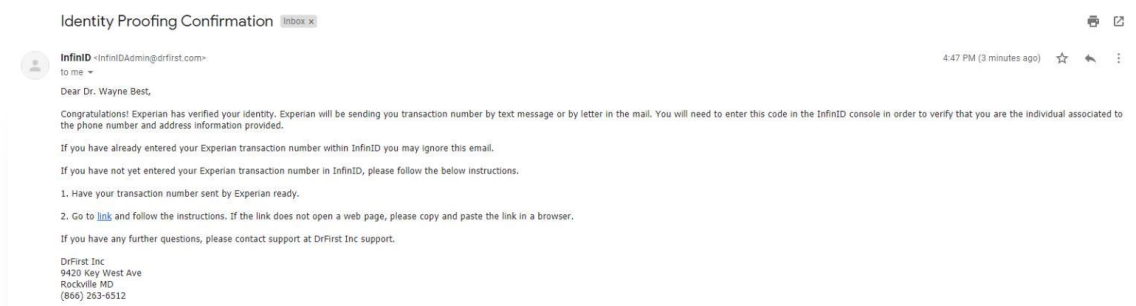 Identity Proofing Confirmation Inbox x
InfinID <InfinIDAdmin@drfirst.com> 4:47 PM (3 minutes ago)
to me
Dear Dr. Wayne Best,
Congratulations! Experian has verified your identity. Experian will be sending you transaction number by text message or by letter in the mail. You will need to enter this code in the InfinID console in order to verify that you are the individual associated to
the phone number and address information provided.
If you have already entered your Experian transaction number within InfinID you may ignore this email.
If you have not yet entered your Experian transaction number in InfinID, please follow the below instructions.
1. Have your transaction number sent by Experian ready.
2. Go to link and follow the instructions. If the link does not open a web page, please copy and paste the link in a browser.
If you have any further questions, please contact support at DrFirst Inc support.
DrFirst Inc
9420 Key West Ave
Rockville MD
(866) 263-6512